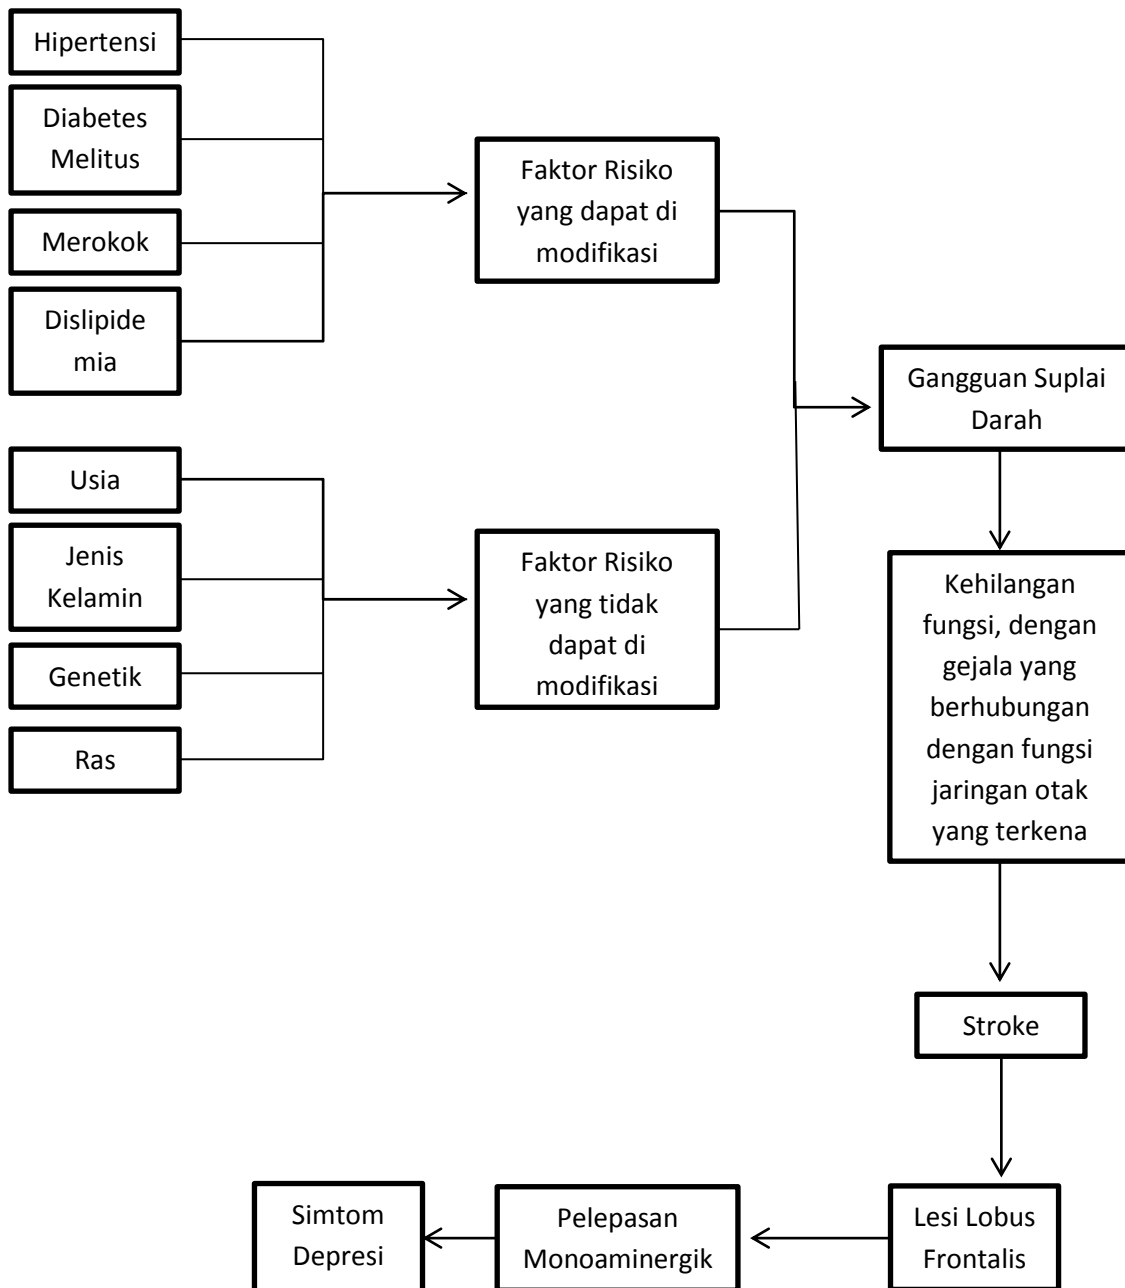 Hipertensi
Diabetes
Melitus
Merokok
Dislipide
mia
Usia
Jenis
Kelamin
Genetik
Ras
Faktor Risiko
yang dapat di
modifikasi
Faktor Risiko
yang tidak
dapat di
modifikasi
Gangguan Suplai
Darah
Kehilangan
fungsi, dengan
gejala yang
berhubungan
dengan fungsi
jaringan otak
yang terkena
Stroke
Lesi Lobus
Frontalis
Pelepasan
Monoaminergik
Simtom
Depresi